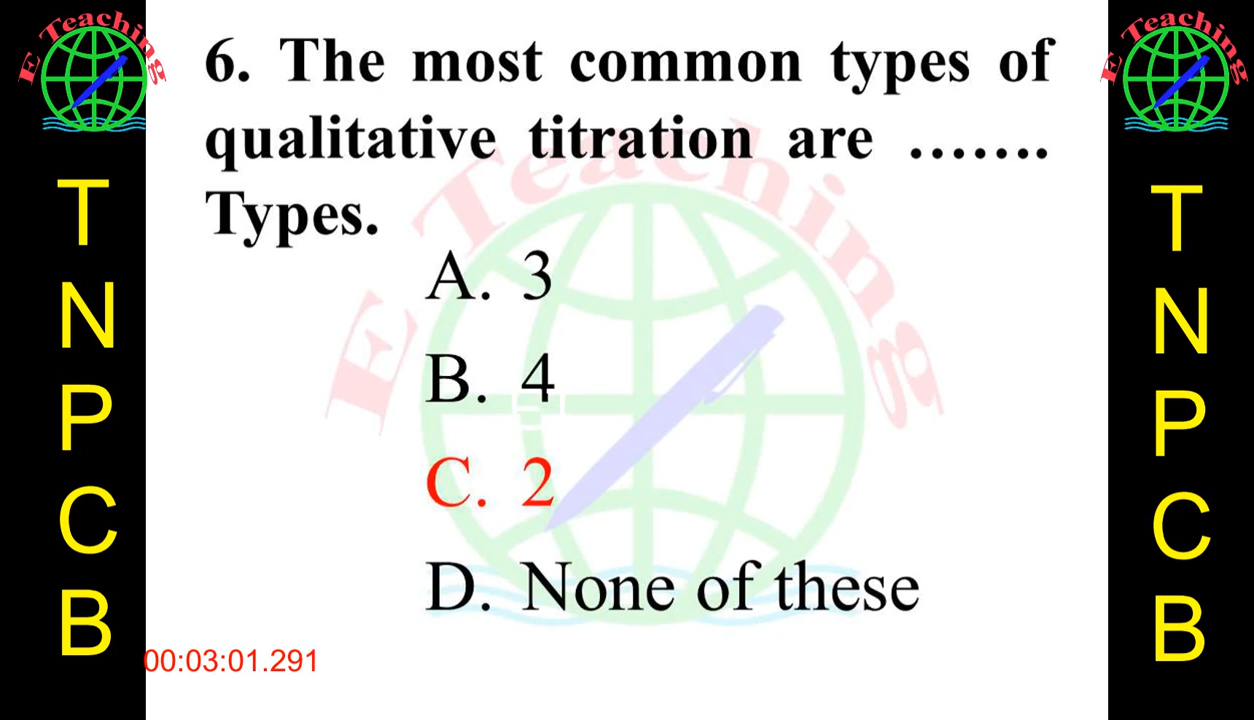 E Teaching
E Teaching
6. The most common types of
qualitative titration are …….
Types.
E Teaching
A. 3
B. 4
C. 2
D. None of these
T
N
P
C
B
T
N
P
C
B
00:03:01.291